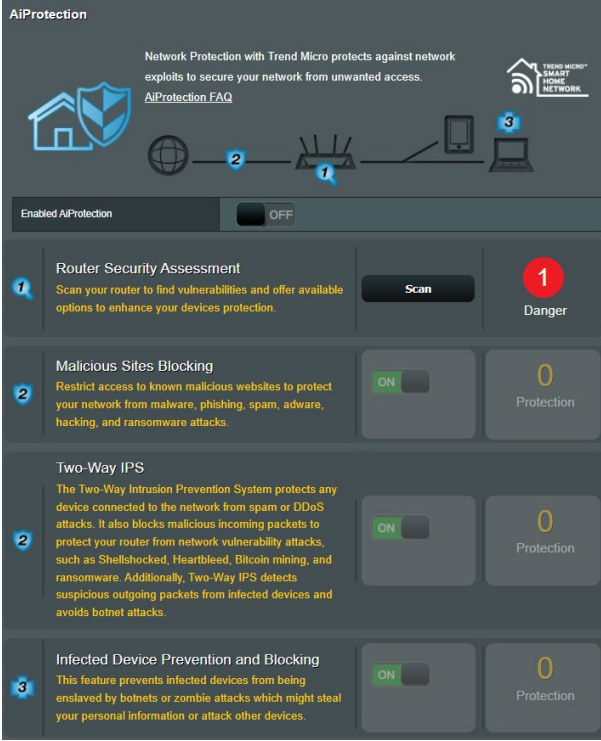 AiProtection
Network Protection with Trend Micro protects against network
exploits to secure your network from unwanted access.
AiProtection FAQ
TREND MICRO™
SMART
HOME
NETWORK
3
2
1
Enabled AiProtection
OFF
1
Router Security Assessment
Scan your router to find vulnerabilities and offer available
options to enhance your devices protection.
Scan
1
Danger
2
Malicious Sites Blocking
Restrict access to known malicious websites to protect
your network from malware, phishing, spam, adware,
hacking, and ransomware attacks.
ON
0
Protection
2
Two-Way IPS
The Two-Way Intrusion Prevention System protects any
device connected to the network from spam or DDoS
attacks. It also blocks malicious incoming packets to
protect your router from network vulnerability attacks,
such as Shellshocked, Heartbleed, Bitcoin mining, and
ransomware. Additionally, Two-Way IPS detects
suspicious outgoing packets from infected devices and
avoids botnet attacks.
ON
0
Protection
3
Infected Device Prevention and Blocking
This feature prevents infected devices from being
enslaved by botnets or zombie attacks which might steal
your personal information or attack other devices.
ON
0
Protection